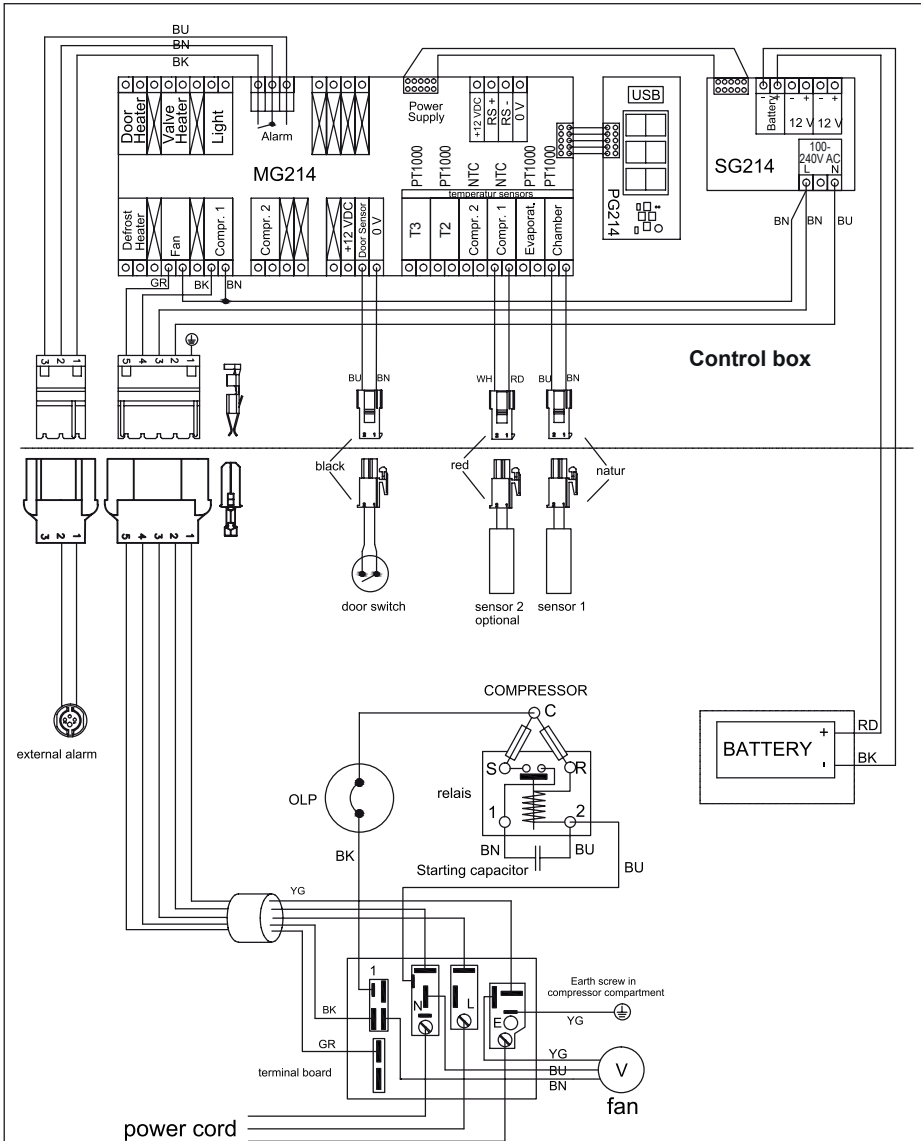 BU
BN
BK
Door Heater
Valve Heater
Light
Alarm
MG214
Power Supply
+12 VDC
RS +
RS -
0 V
PT1000
PT1000
NTC
NTC
PT1000
PT1000
temperatur sensors
T3
T2
Compr. 2
Compr. 1
Evaporat.
Chamber
Defrost Heater
Fan
Compr. 1
Compr. 2
+12 VDC
Door Sensor
0 V
USB
PG214
SG214
Battery
- + - + - +
12 V 12 V
100-
240V AC
L N
BN BN BU
GR BK BN
3 2 1
5 4 3 2 1
Control box
BU BN
WH RD
BU BN
2 1
2 1
2 1
black
red
natur
3 2 1
5 4 3 2 1
door switch
sensor 2
optional
sensor 1
external alarm
COMPRESSOR
C
S R
relais
1 2
BN BU
Starting capacitor
BU
OLP
BK
BATTERY
+
-
RD
BK
YG
1
N
L
E
BK
GR
terminal board
Earth screw in
compressor compartment
YG
YG
BU
BN
V
fan
power cord